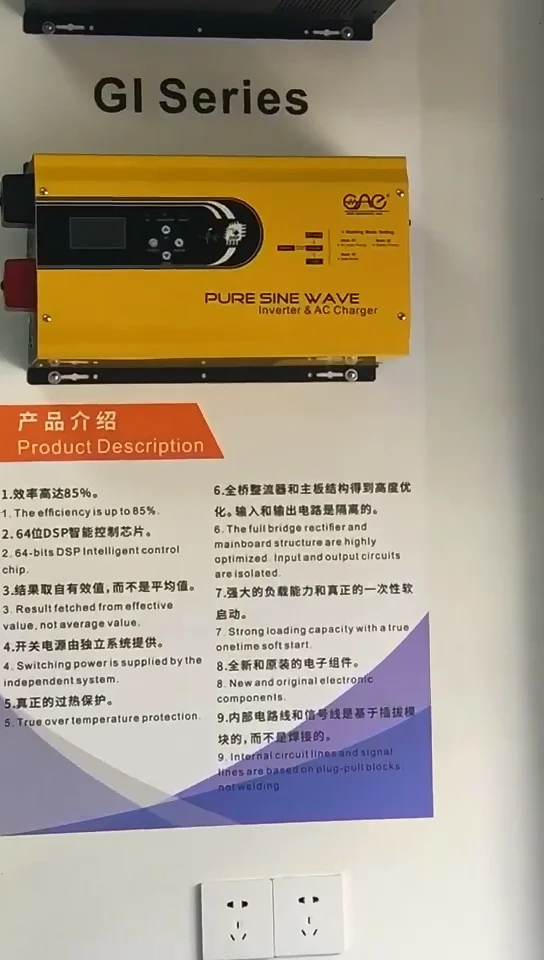 GI Series
PURE SINE WAVE
Inverter & AC Charger
产品介绍
Product Description
1.效率高达85%。
1. The efficiency is up to 85%.
2.64位DSP智能控制芯片。
2. 64-bits DSP Intelligent control
chip.
3.结果取自有效值,而不是平均值。
3. Result fetched from effective
value, not average value.
4.开关电源由独立系统提供。
4. Switching power is supplied by the
independent system.
5.真正的过热保护。
5. True over temperature protection.
6.全桥整流器和主板结构得到高度优
化。输入和输出电路是隔离的。
6. The full bridge rectifier and
mainboard structure are highly
optimized. Input and output circuits
are isolated.
7.强大的负载能力和真正的一次性软
启动。
7. Strong loading capacity with a true
onetime soft start.
8.全新和原装的电子组件。
8. New and original electronic
components.
9.内部电路线和信号线是基于插拔模
块的,而不是焊接的。
9. Internal circuit lines and signal
lines are based on plug-pull blocks,
not welding